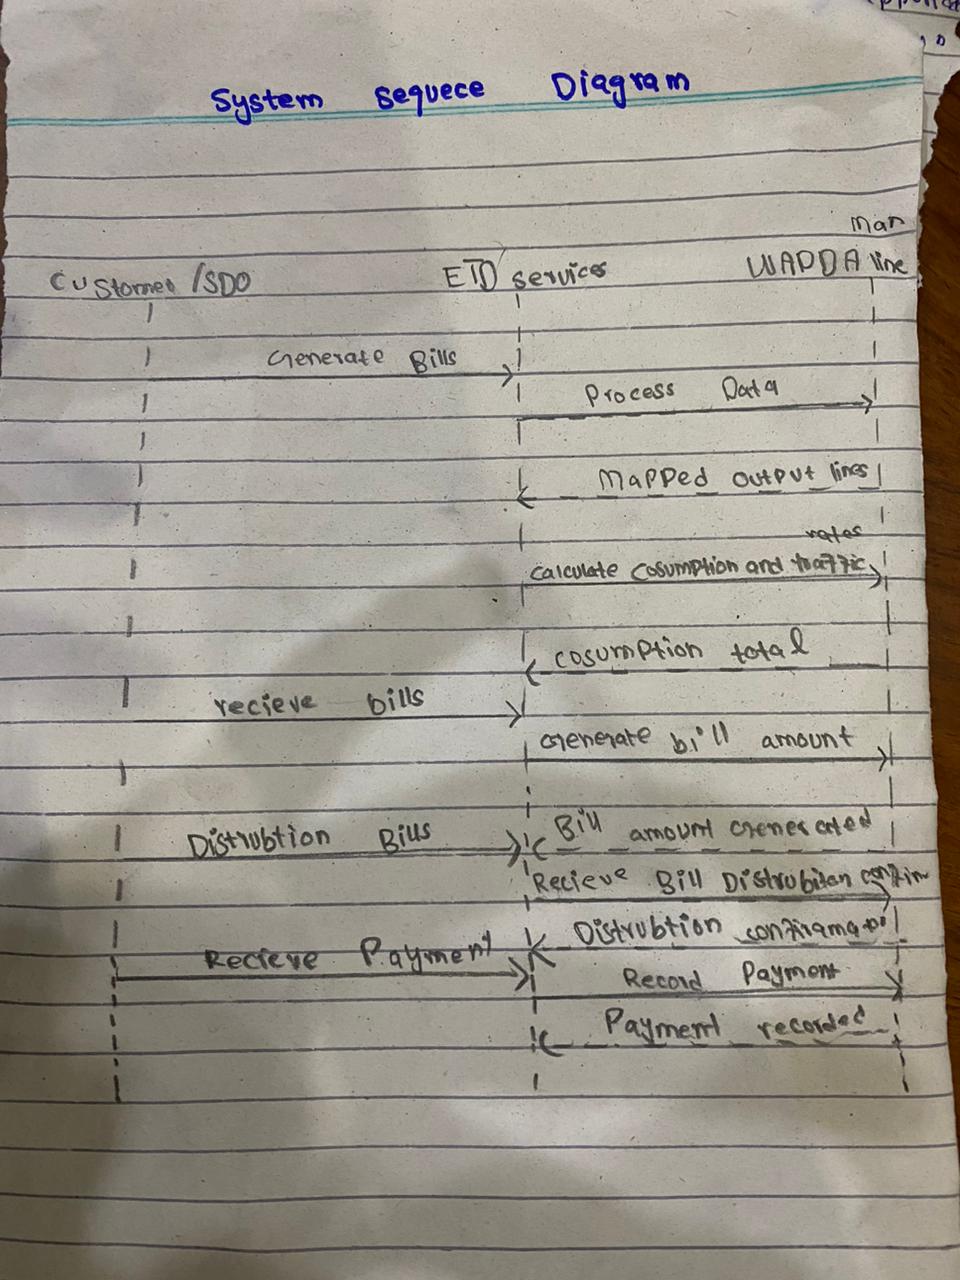 System sequece Diagram
Man
Customer /SDO ETD services WAPDA line
Generate Bills
Process Data
Mapped output lines
rates
calculate cosumption and traffic
cosumption total
recieve bills
Generate bill amount
Distrubtion Bills
Bill amount Generated
Recieve Bill Distrubiton confirm
Distrubtion
Recieve Payment
Record Payment
Payment recorded